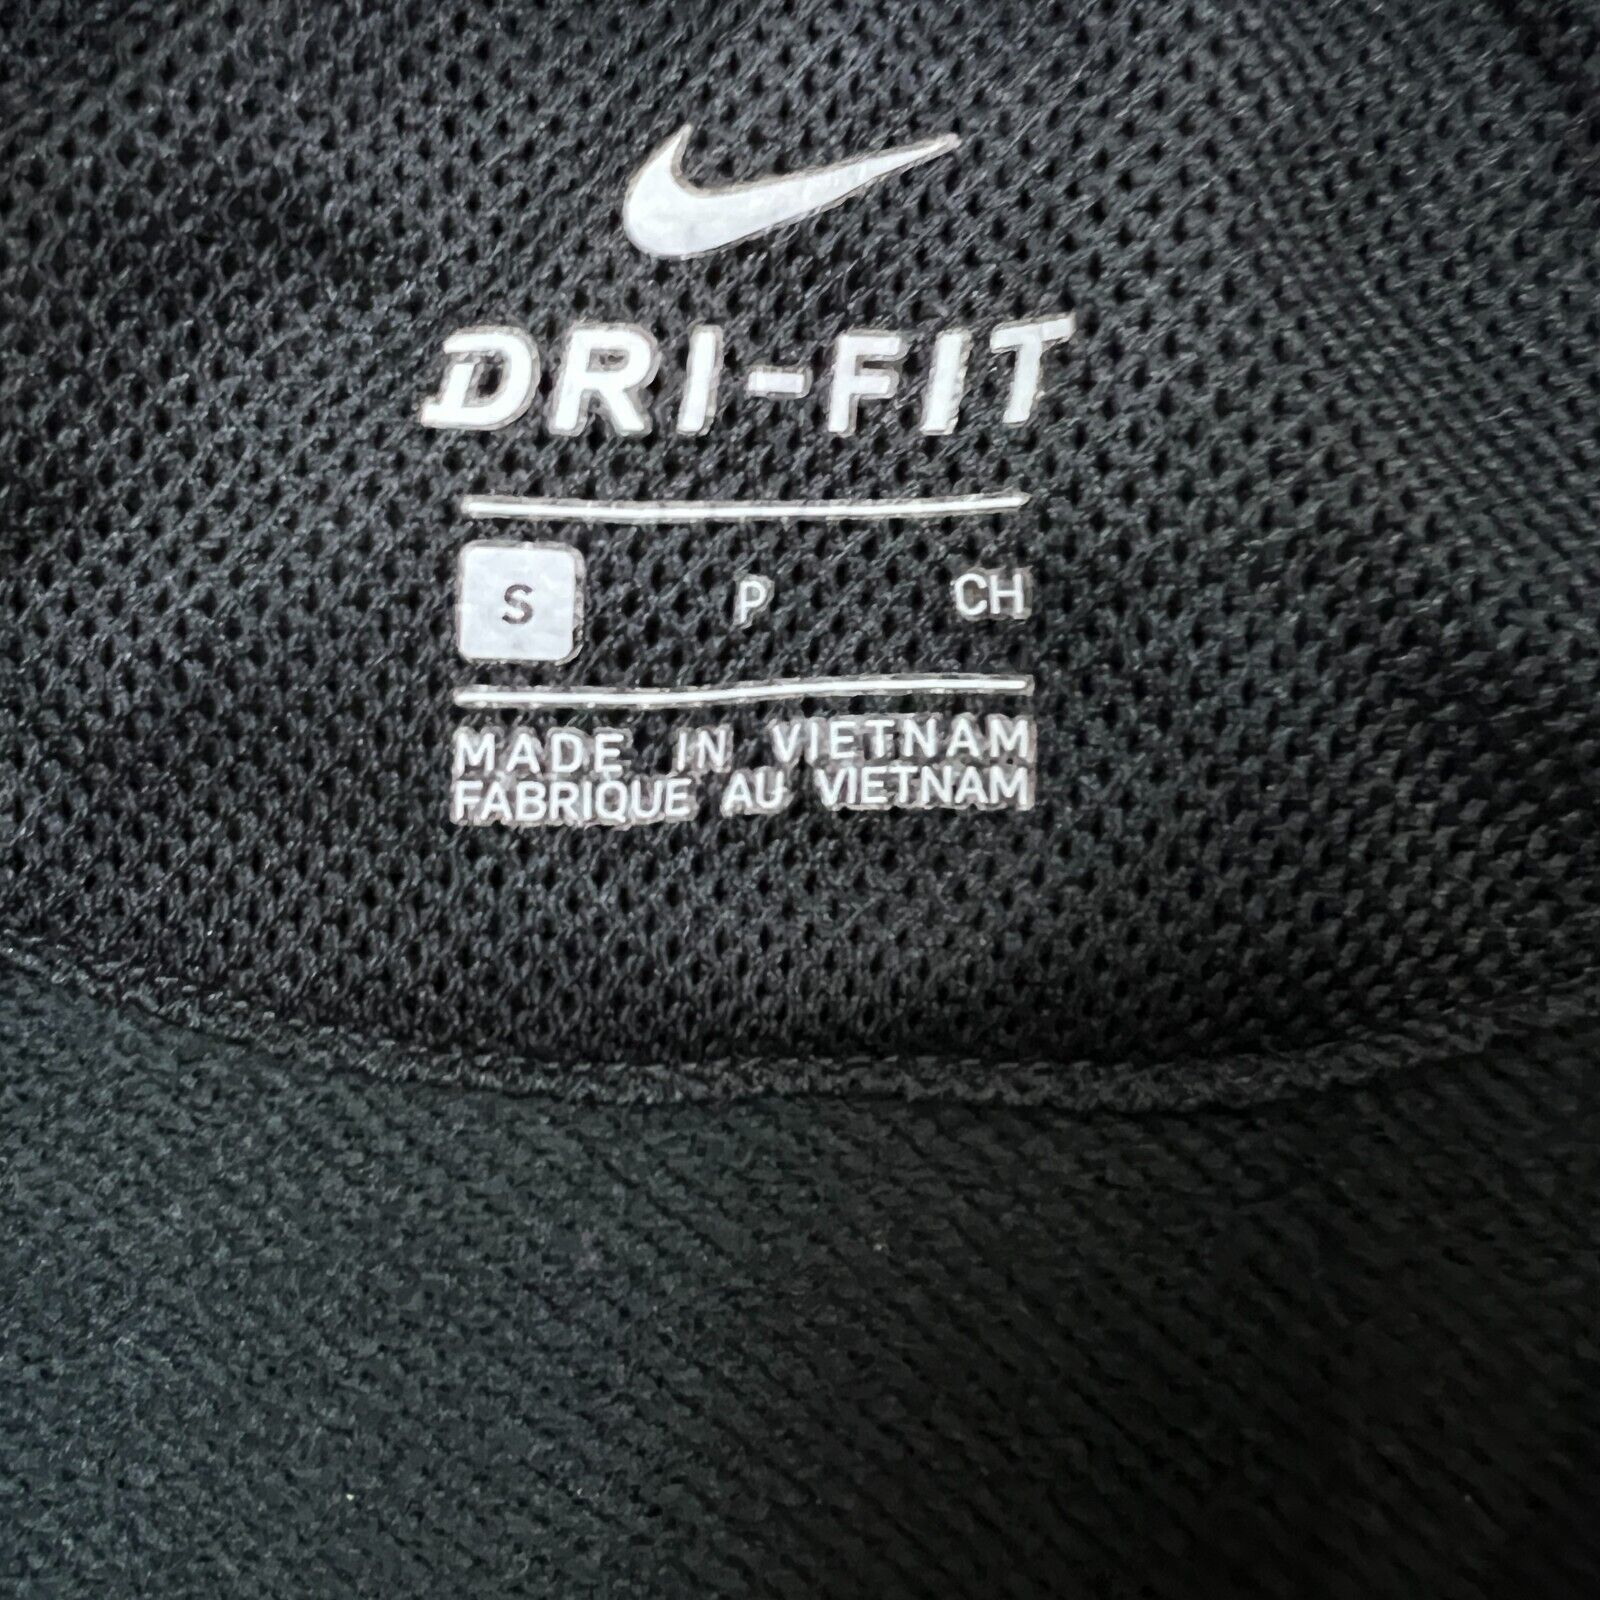 DRI-FIT
S P CH
MADE IN VIETNAM
FABRIQUE AU VIETNAM